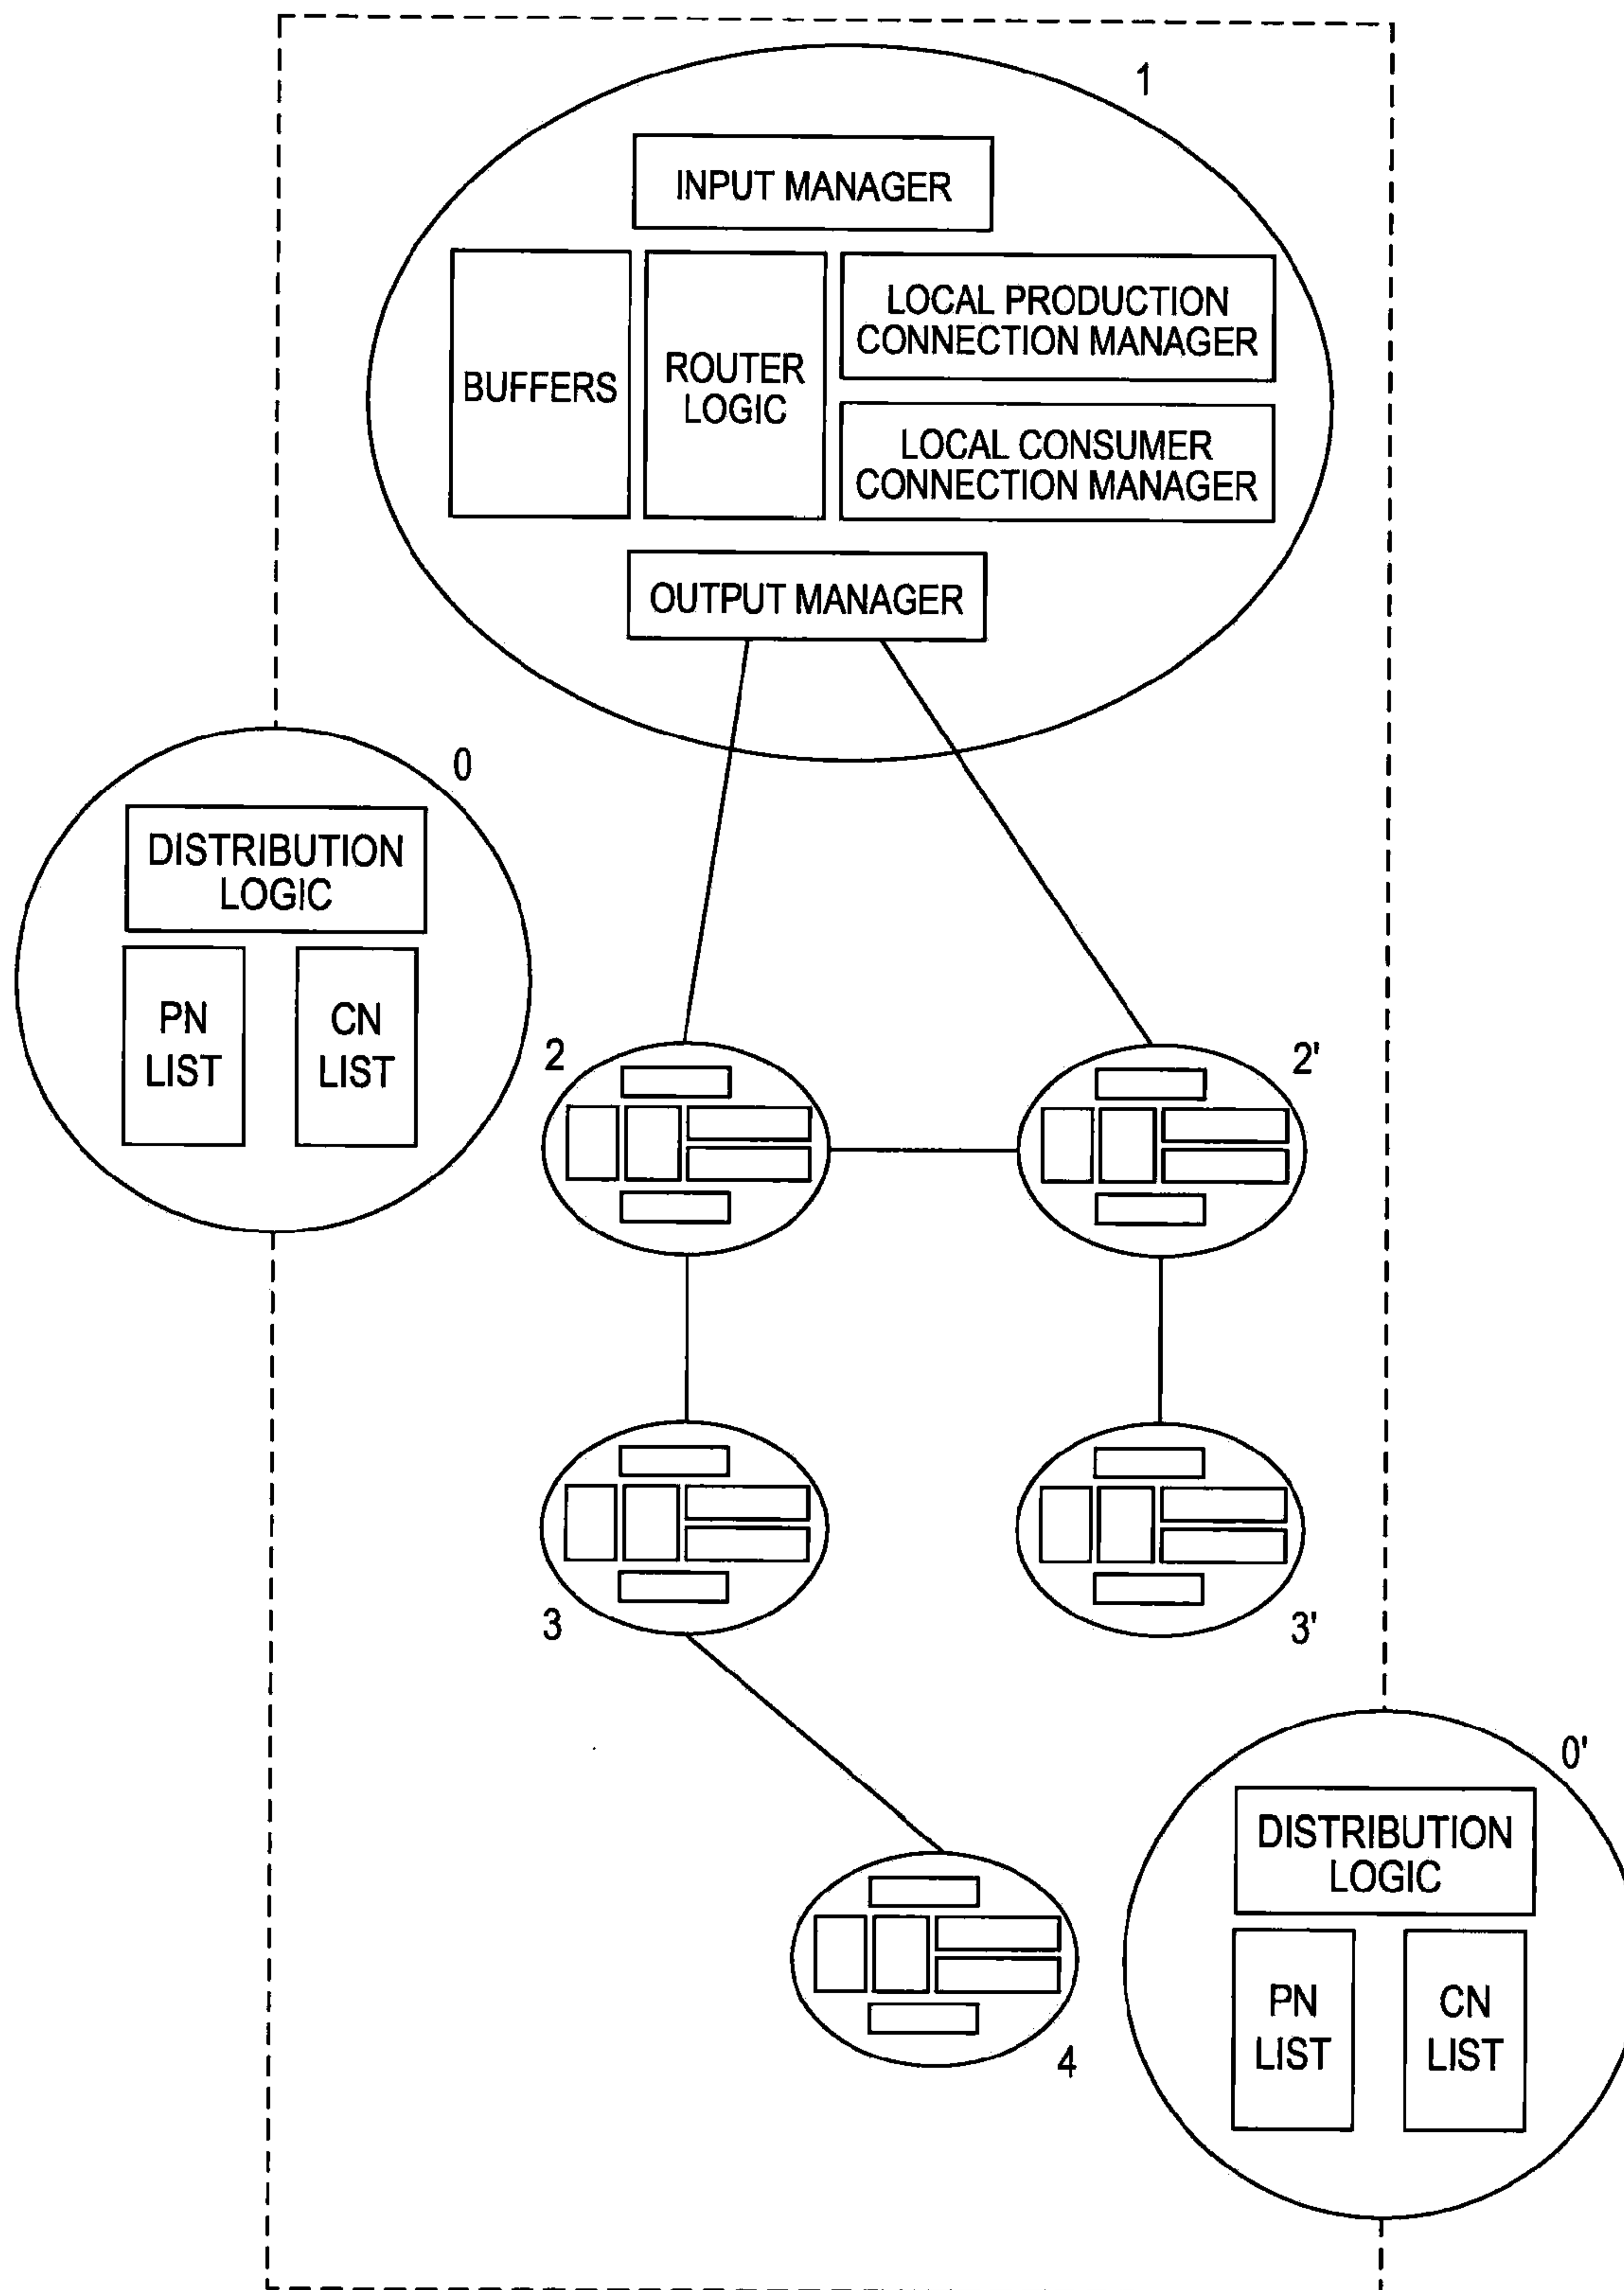 1
INPUT MANAGER
BUFFERS
ROUTER
LOGIC
LOCAL PRODUCTION
CONNECTION MANAGER
LOCAL CONSUMER
CONNECTION MANAGER
OUTPUT MANAGER
0
DISTRIBUTION
LOGIC
PN
LIST
CN
LIST
2
2'
3
3'
0'
DISTRIBUTION
LOGIC
PN
LIST
CN
LIST
4